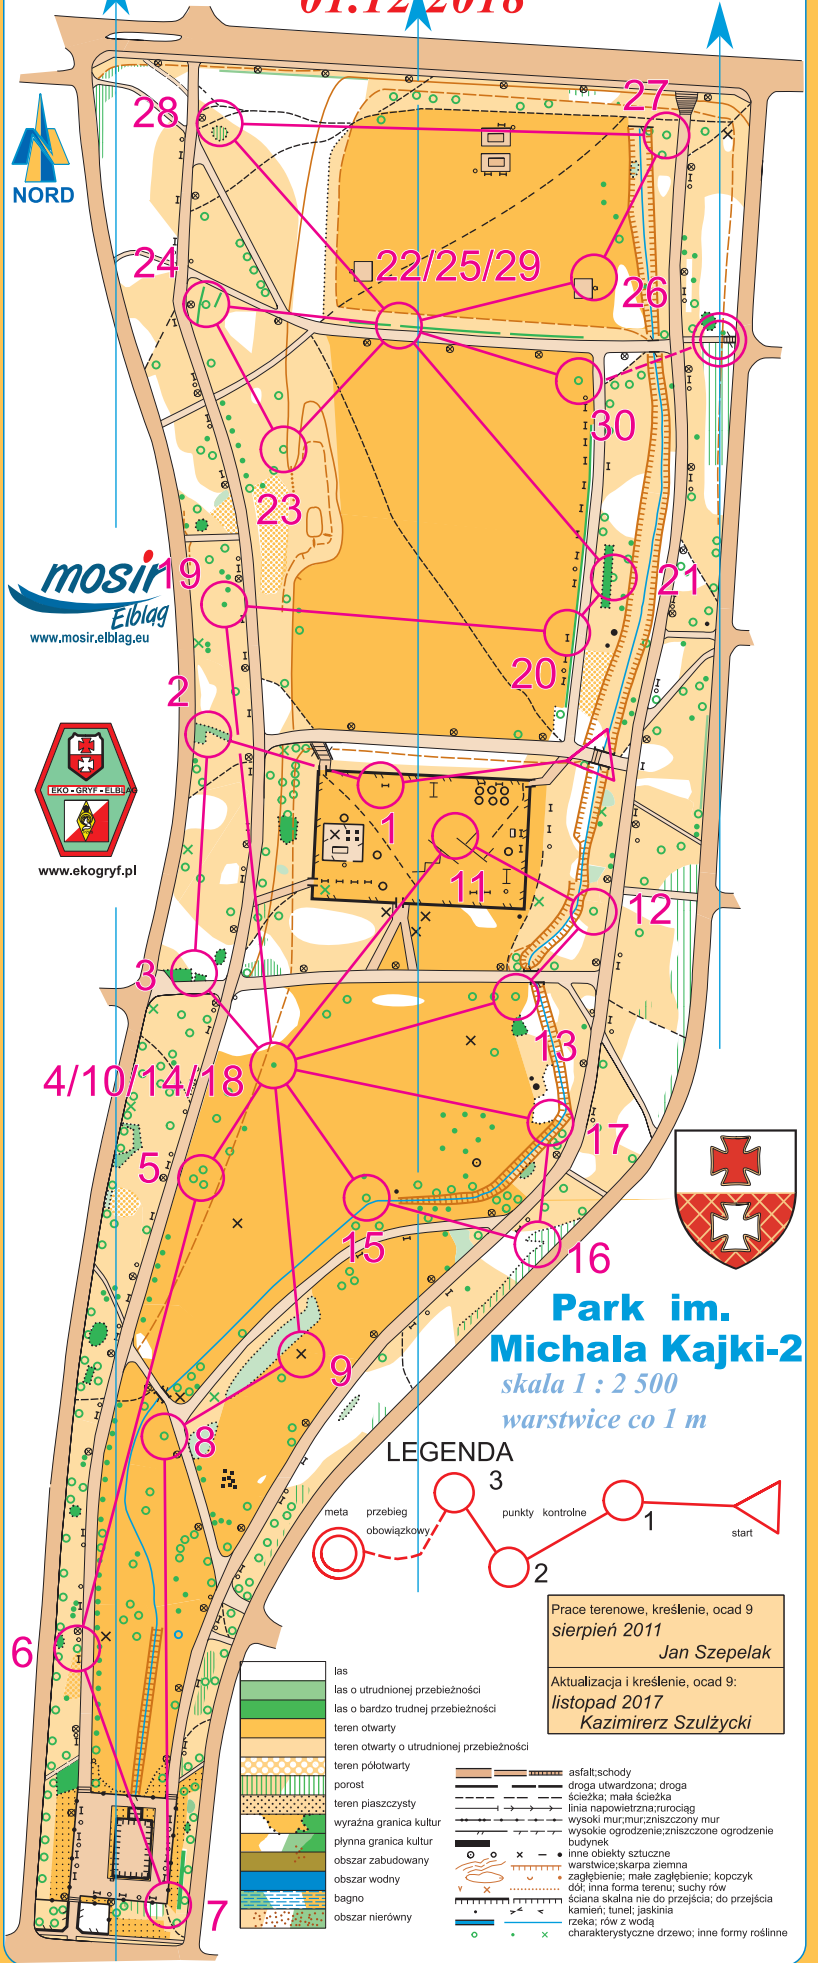 01.12 2018
28
27
NORD
24
22/25/29
26
30
23
mosir
Elbląg
www.mosir.elblag.eu
19
21
20
2
EKO - GRYF - ELBLĄG
www.ekogryf.pl
1
11
12
3
13
4/10/14/18
17
5
15
16
Park im.
Michala Kajki-2
skala 1 : 2 500
warstwice co 1 m
9
8
LEGENDA
3
meta
przebieg
obowiązkowy
punkty kontrolne
1
start
2
6
7
Prace terenowe, kreślenie, ocad 9
sierpień 2011
Jan Szepelak
Aktualizacja i kreślenie, ocad 9:
listopad 2017
Kazimirerz Szulżycki
las
las o utrudnionej przebieżności
las o bardzo trudnej przebieżności
teren otwarty
teren otwarty o utrudnionej przebieżności
teren półotwarty
porost
teren piaszczysty
wyraźna granica kultur
płynna granica kultur
obszar zabudowany
obszar wodny
bagno
obszar nierówny
asfalt;schody
droga utwardzona; droga
ścieżka; mała ścieżka
linia napowietrzna;rurociąg
wysoki mur;mur;zniszczony mur
wysokie ogrodzenie;zniszczone ogrodzenie
budynek
inne obiekty sztuczne
warstwice;skarpa ziemna
zagłębienie; małe zagłębienie; kopczyk
dół; inna forma terenu; suchy rów
ściana skalna nie do przejścia; do przejścia
kamień; tunel; jaskinia
rzeka; rów z wodą
charakterystyczne drzewo; inne formy roślinne